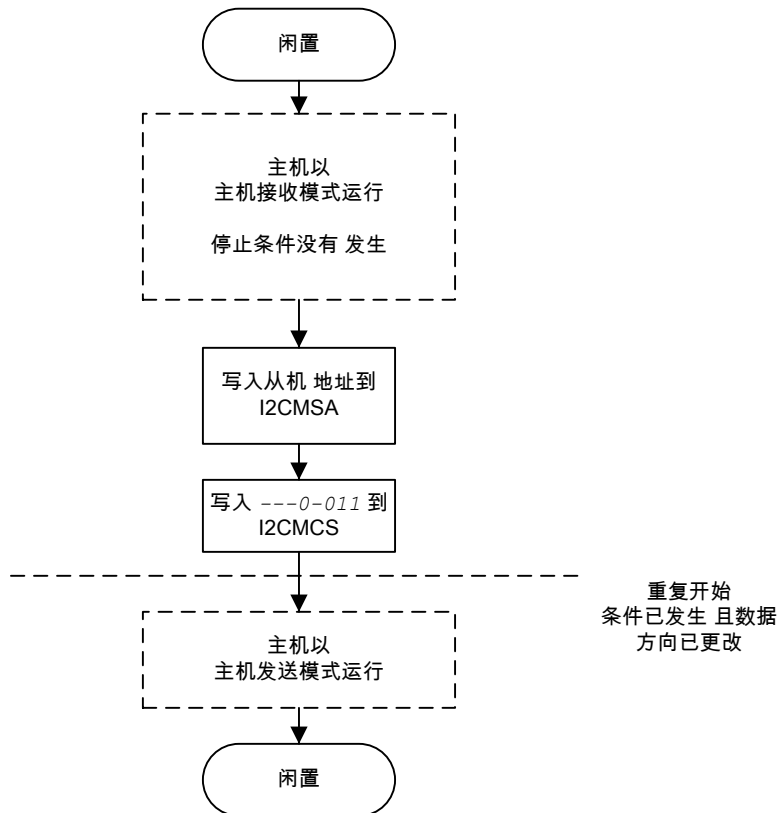 闲置
主机以
主机接收模式运行
停止条件没有 发生
写入从机 地址到
I2CMSA
写入 ---0-011 到
I2CMCS
重复开始
条件已发生 且数据
方向已更改
主机以
主机发送模式运行
闲置